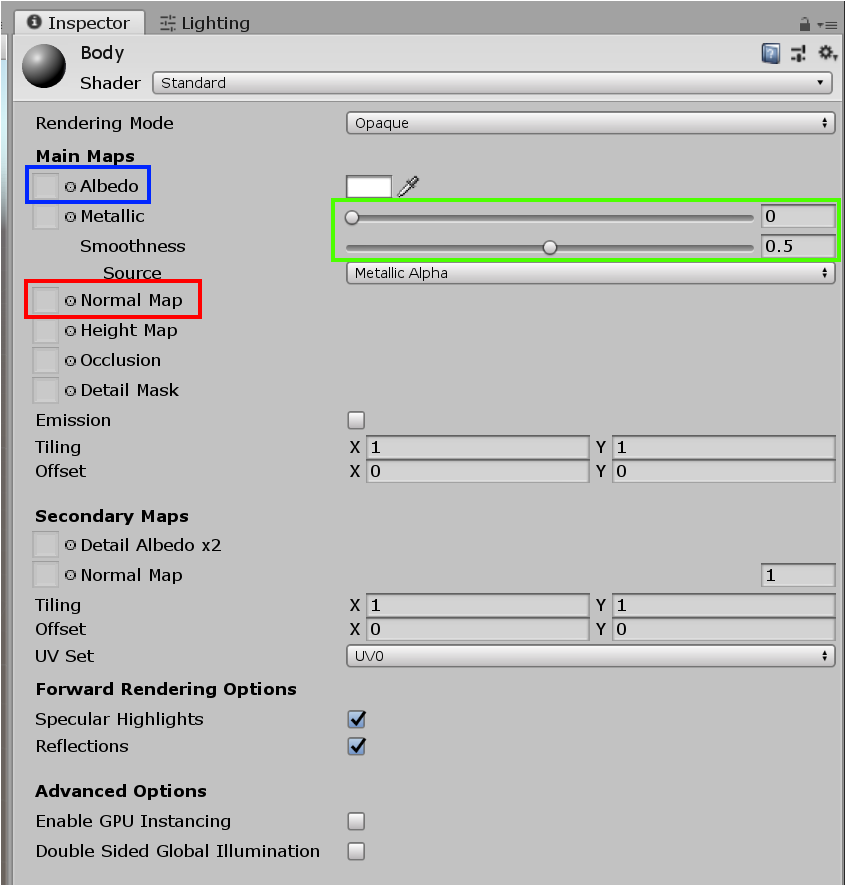 Inspector Lighting
Body
Shader Standard
Rendering Mode Opaque
Main Maps
Albedo
Metallic 0
Smoothness 0.5
Source Metallic Alpha
Normal Map
Height Map
Occlusion
Detail Mask
Emission
Tiling X 1 Y 1
Offset X 0 Y 0
Secondary Maps
Detail Albedo x2
Normal Map 1
Tiling X 1 Y 1
Offset X 0 Y 0
UV Set UV0
Forward Rendering Options
Specular Highlights
Reflections
Advanced Options
Enable GPU Instancing
Double Sided Global Illumination